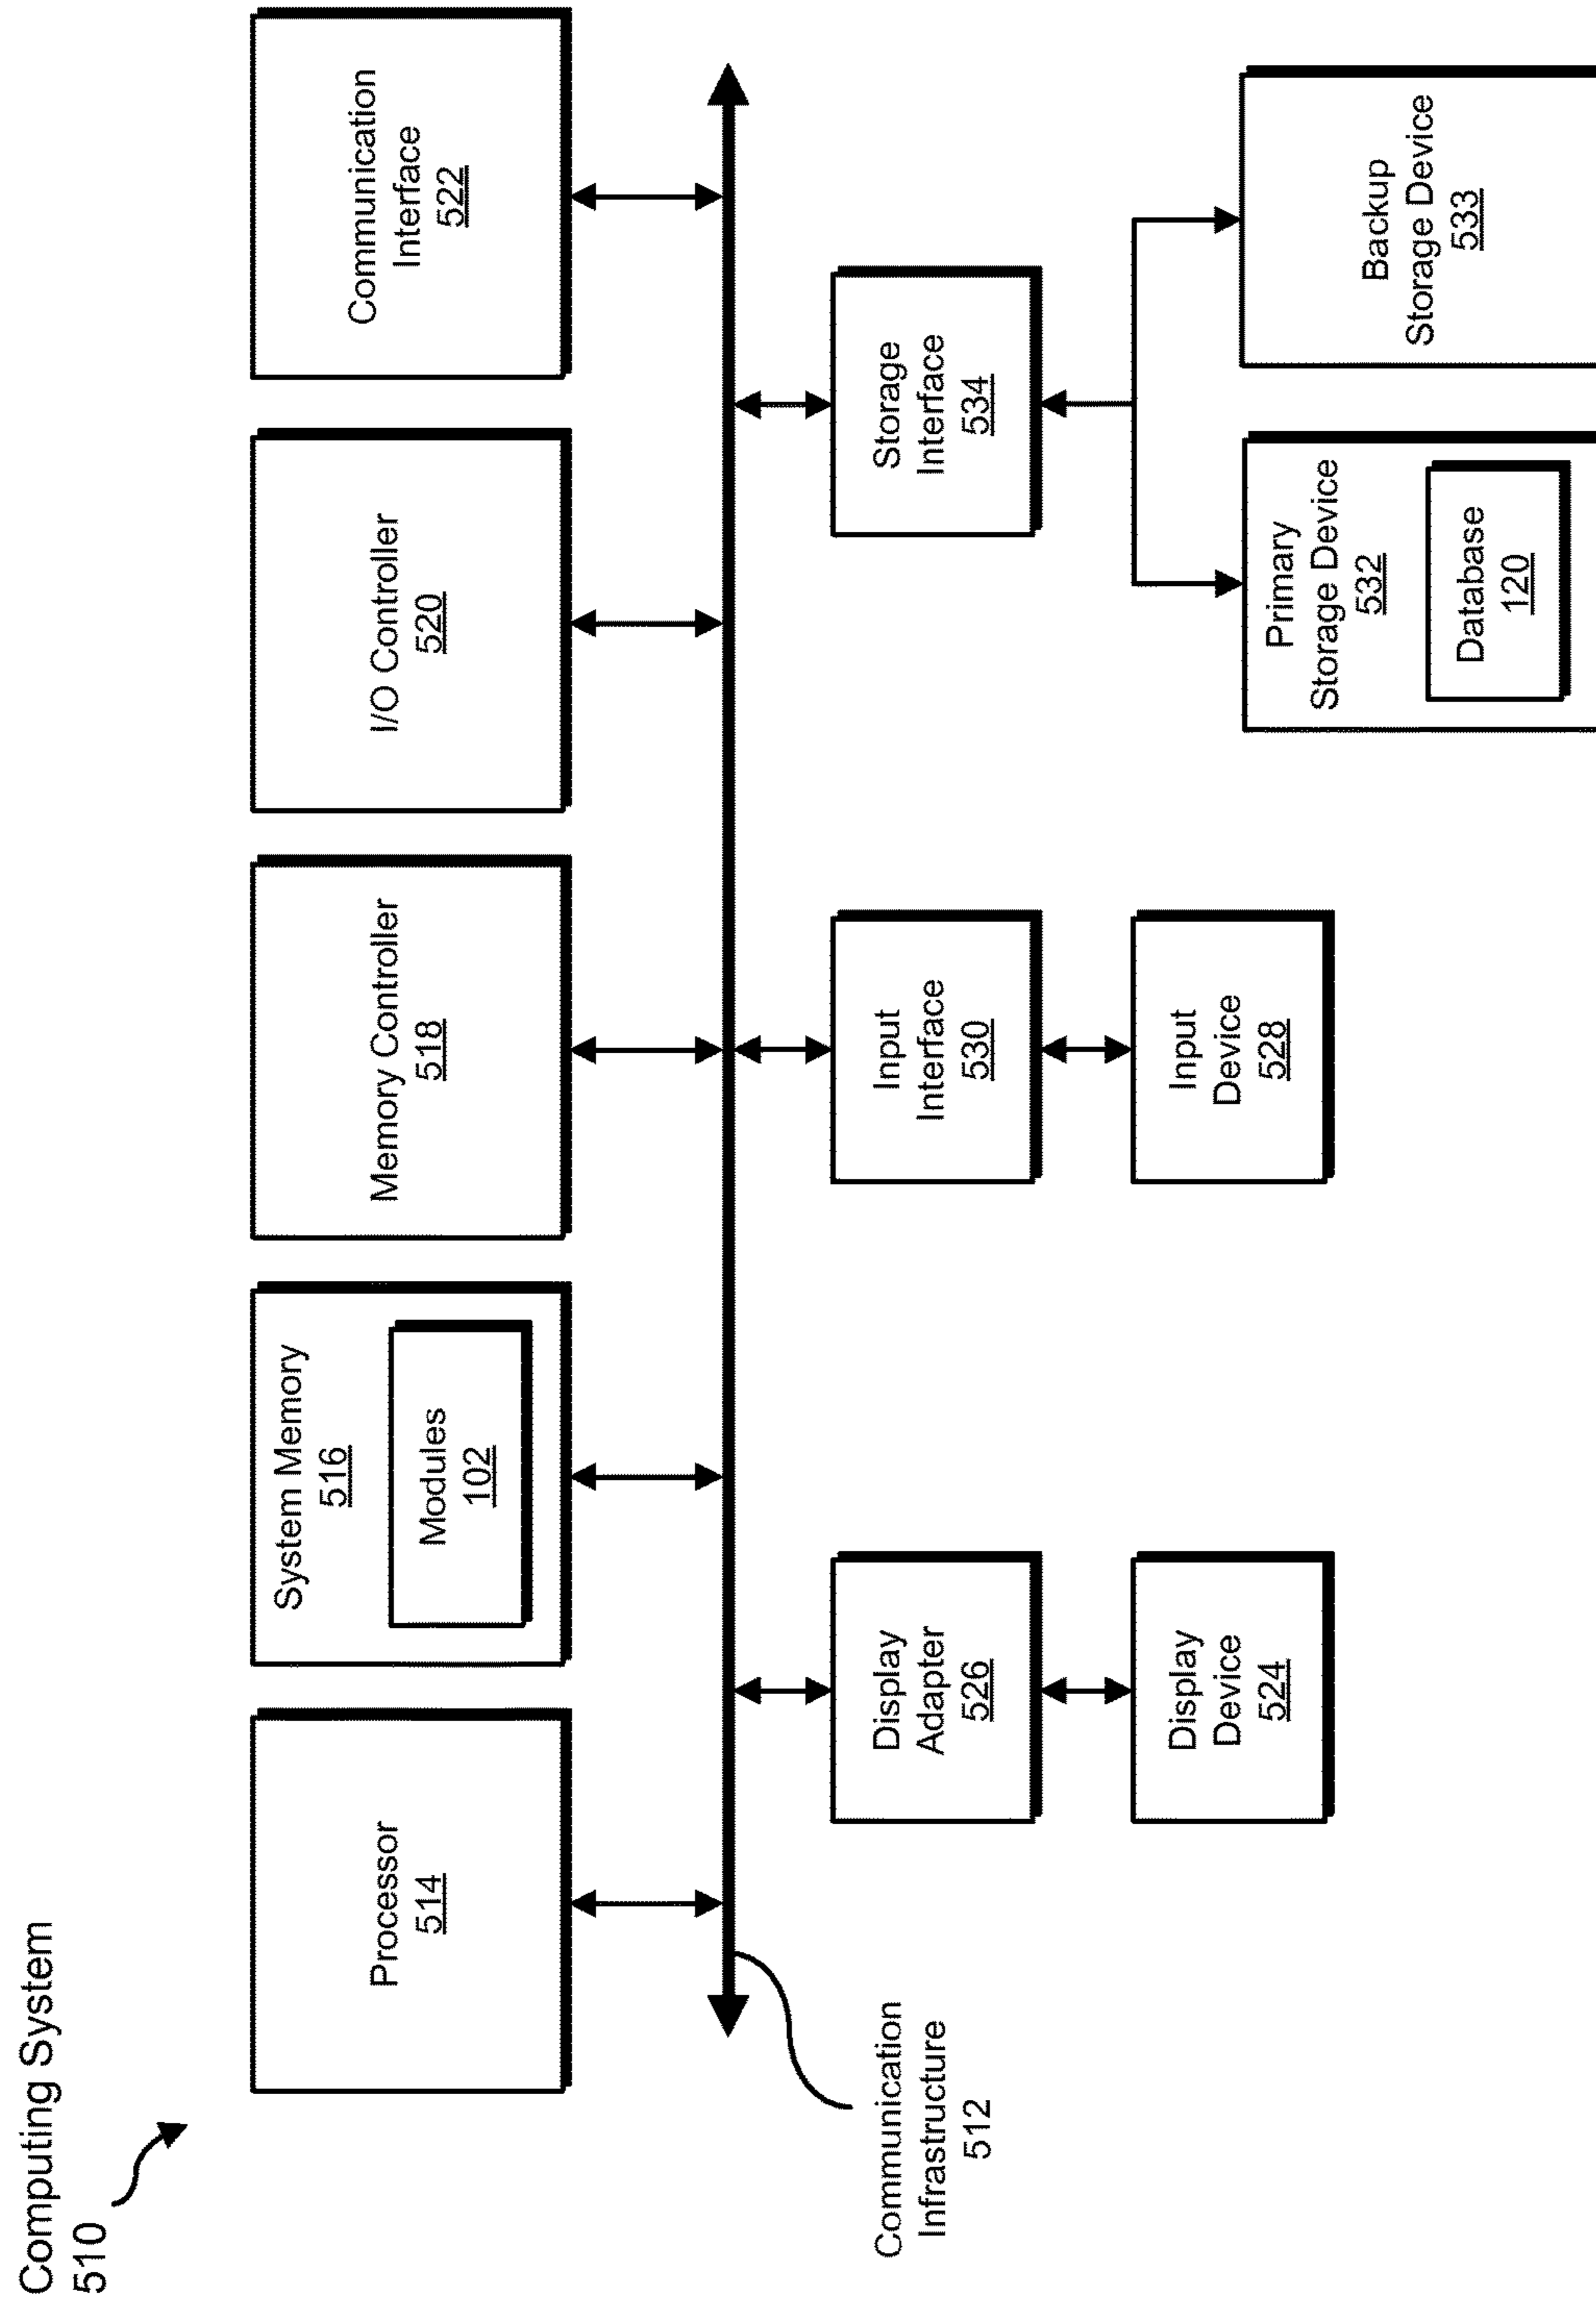 Computing System
510
Processor
514
System Memory
516
Modules
102
Memory Controller
518
I/O Controller
520
Communication
Interface
522
Communication
Infrastructure
512
Display
Adapter
526
Input
Interface
530
Storage
Interface
534
Display
Device
524
Input
Device
528
Primary
Storage Device
532
Database
120
Backup
Storage Device
533